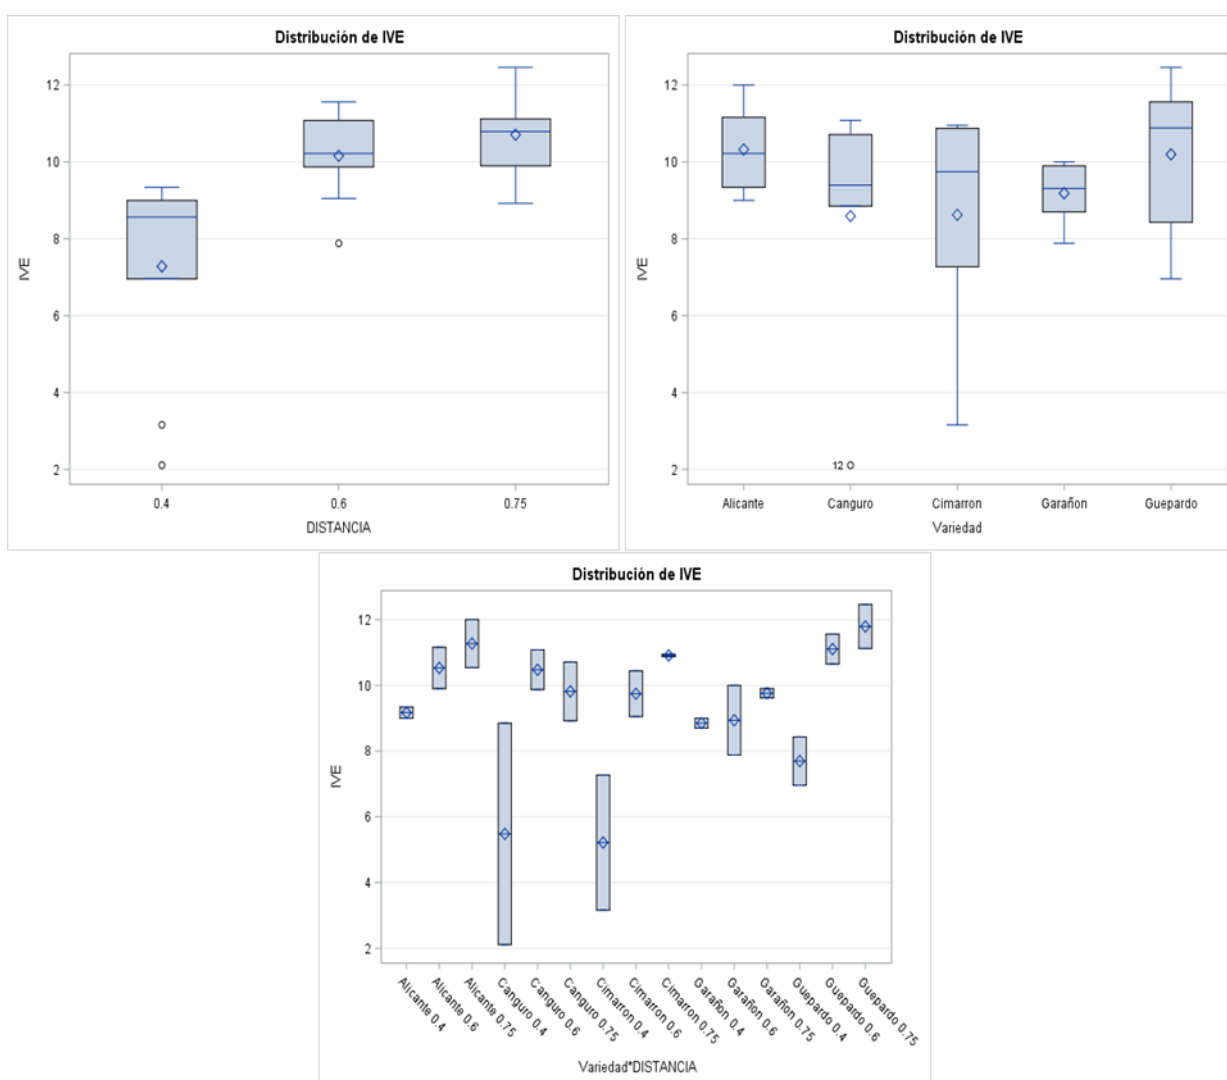 Distribución de IVE
12
10
8
6
4
2
IVE
0.4 0.6 0.75
DISTANCIA
Distribución de IVE
12
10
8
6
4
2
IVE
12
Alicante Canguro Cimarron Garañon Guepardo
Variedad
Distribución de IVE
12
10
8
6
4
2
IVE
Alicante 0.4
Alicante 0.6
Alicante 0.75
Canguro 0.4
Canguro 0.6
Canguro 0.75
Cimarron 0.4
Cimarron 0.6
Cimarron 0.75
Garañon 0.4
Garañon 0.6
Garañon 0.75
Guepardo 0.4
Guepardo 0.6
Guepardo 0.75
Variedad*DISTANCIA